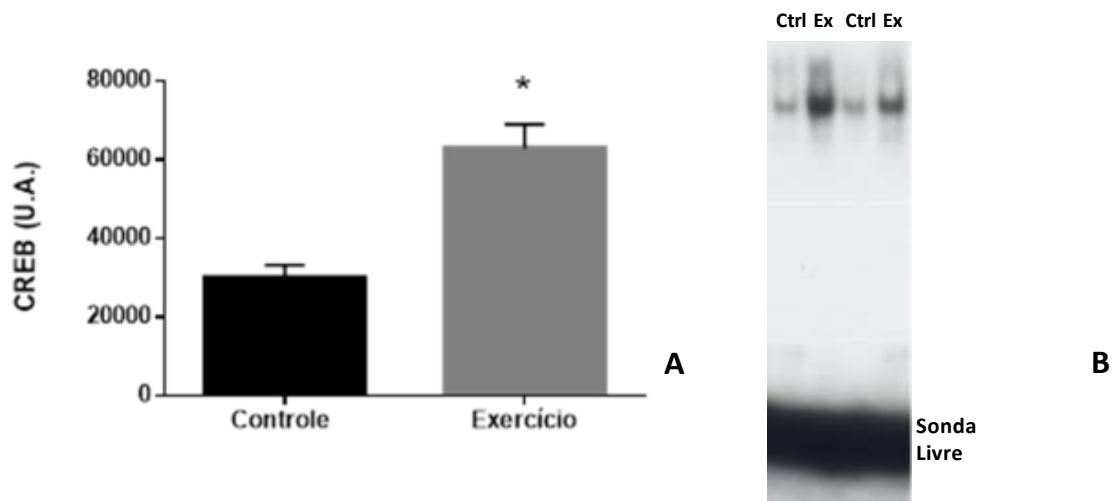 CREB (U.A.)
80000
60000
40000
20000
0
*
Controle
Exercício
A
Ctrl Ex Ctrl Ex
Sonda
Livre
B